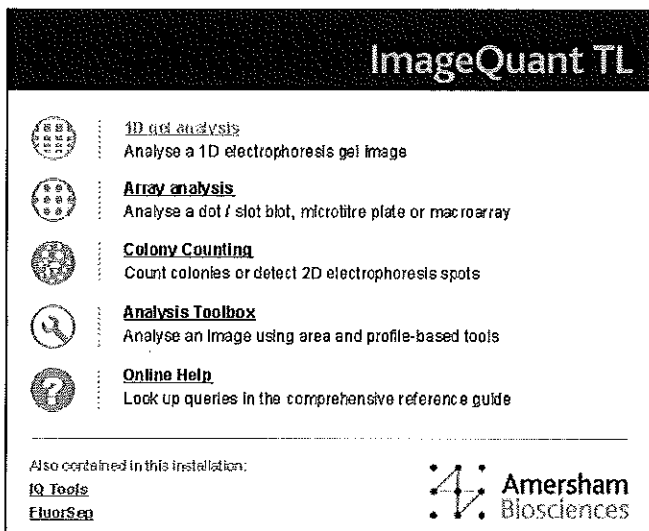 ImageQuant TL
1D gel analysis
Analyse a 1D electrophoresis gel image
Array analysis
Analyse a dot / slot blot, microtitre plate or macroarray
Colony Counting
Count colonies or detect 2D electrophoresis spots
Analysis Toolbox
Analyse an image using area and profile-based tools
Online Help
Look up queries in the comprehensive reference guide
Also contained in this installation:
IQ Tools
FluorSep
Amersham
Biosciences